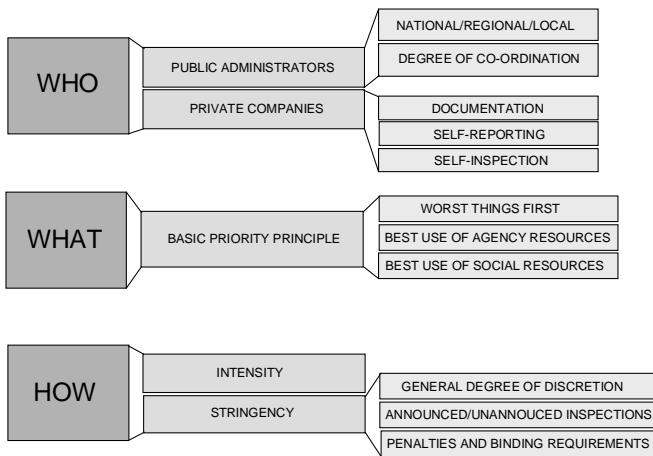 WHO
PUBLIC ADMINISTRATORS
NATIONAL/REGIONAL/LOCAL
DEGREE OF CO-ORDINATION
PRIVATE COMPANIES
DOCUMENTATION
SELF-REPORTING
SELF-INSPECTION
WHAT
BASIC PRIORITY PRINCIPLE
WORST THINGS FIRST
BEST USE OF AGENCY RESOURCES
BEST USE OF SOCIAL RESOURCES
HOW
INTENSITY
STRINGENCY
GENERAL DEGREE OF DISCRETION
ANNOUNCED/UNANNOUCED INSPECTIONS
PENALTIES AND BINDING REQUIREMENTS